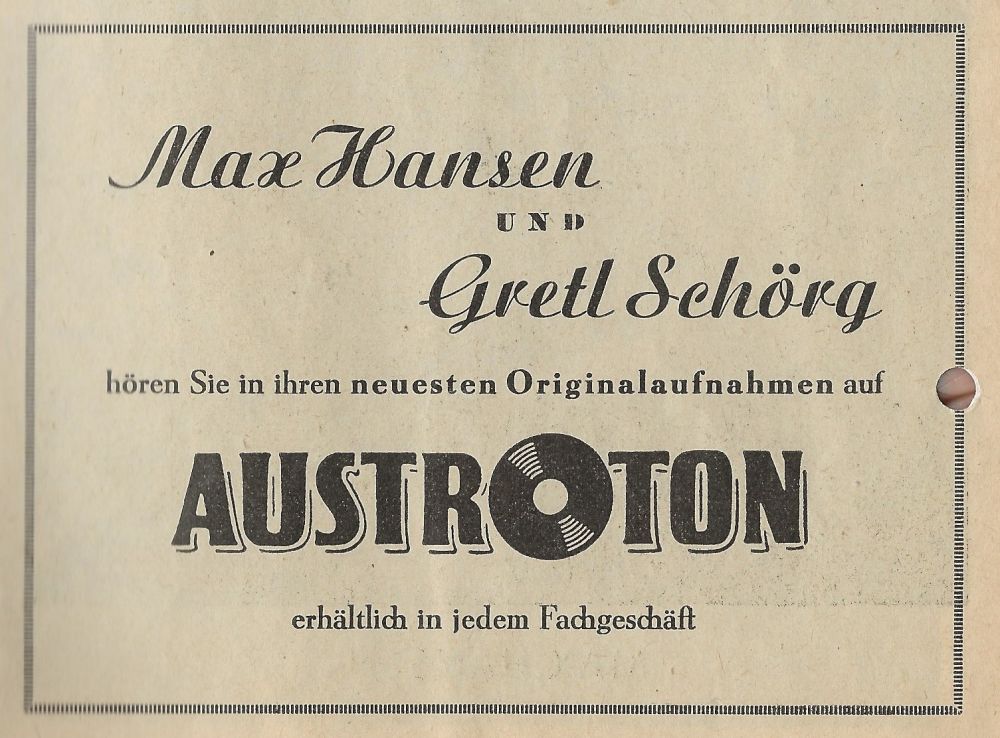 Max Hansen
UND
Gretl Schörg
hören Sie in ihren neuesten Originalaufnahmen auf
AUSTROTON
erhältlich in jedem Fachgeschäft